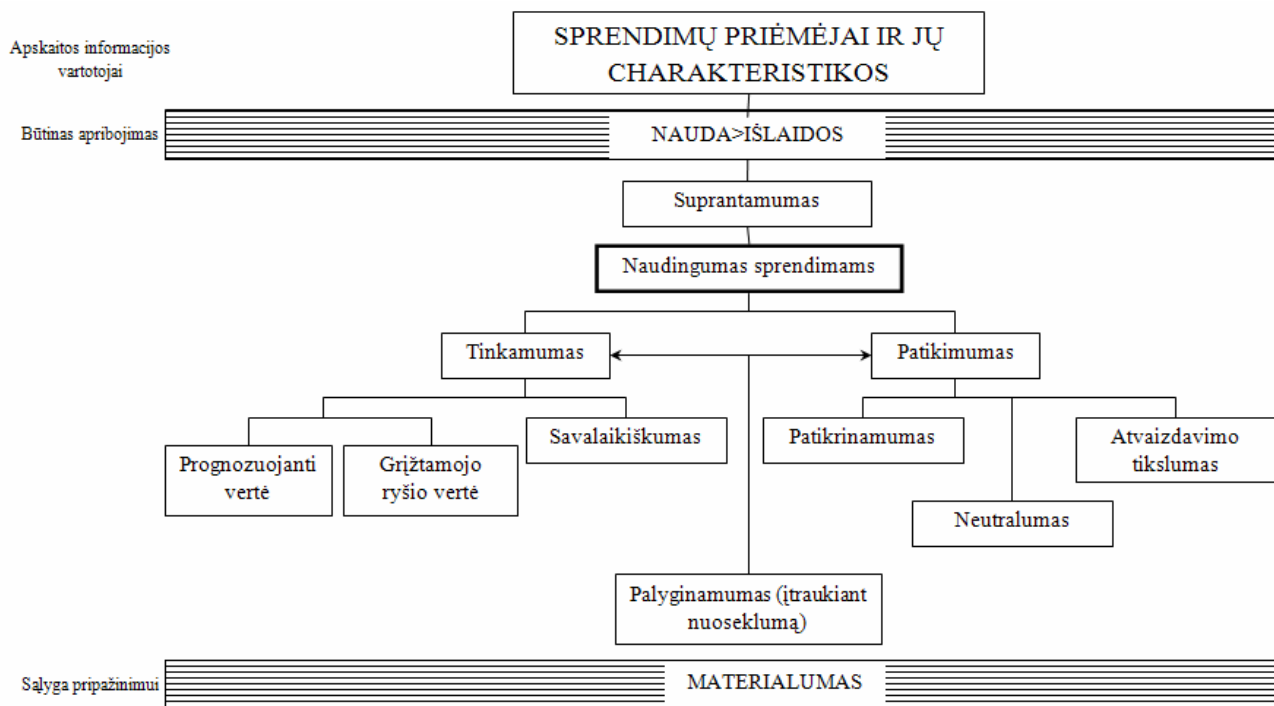 Apskaitos informacijos
vartotojai
SPRENDIMŲ PRIĖMĖJAI IR JŲ
CHARAKTERISTIKOS
Būtinas apribojimas
NAUDA>IŠLAIDOS
Suprantamumas
Naudingumas sprendimams
Tinkamumas
Patikimumas
Prognozuojanti
vertė
Grįžtamojo
ryšio vertė
Savalaikiškumas
Patikrinamumas
Neutralumas
Atvaizdavimo
tikslumas
Palyginamumas (įtraukiant
nuoseklumą)
Sąlyga pripažinimui
MATERIALUMAS